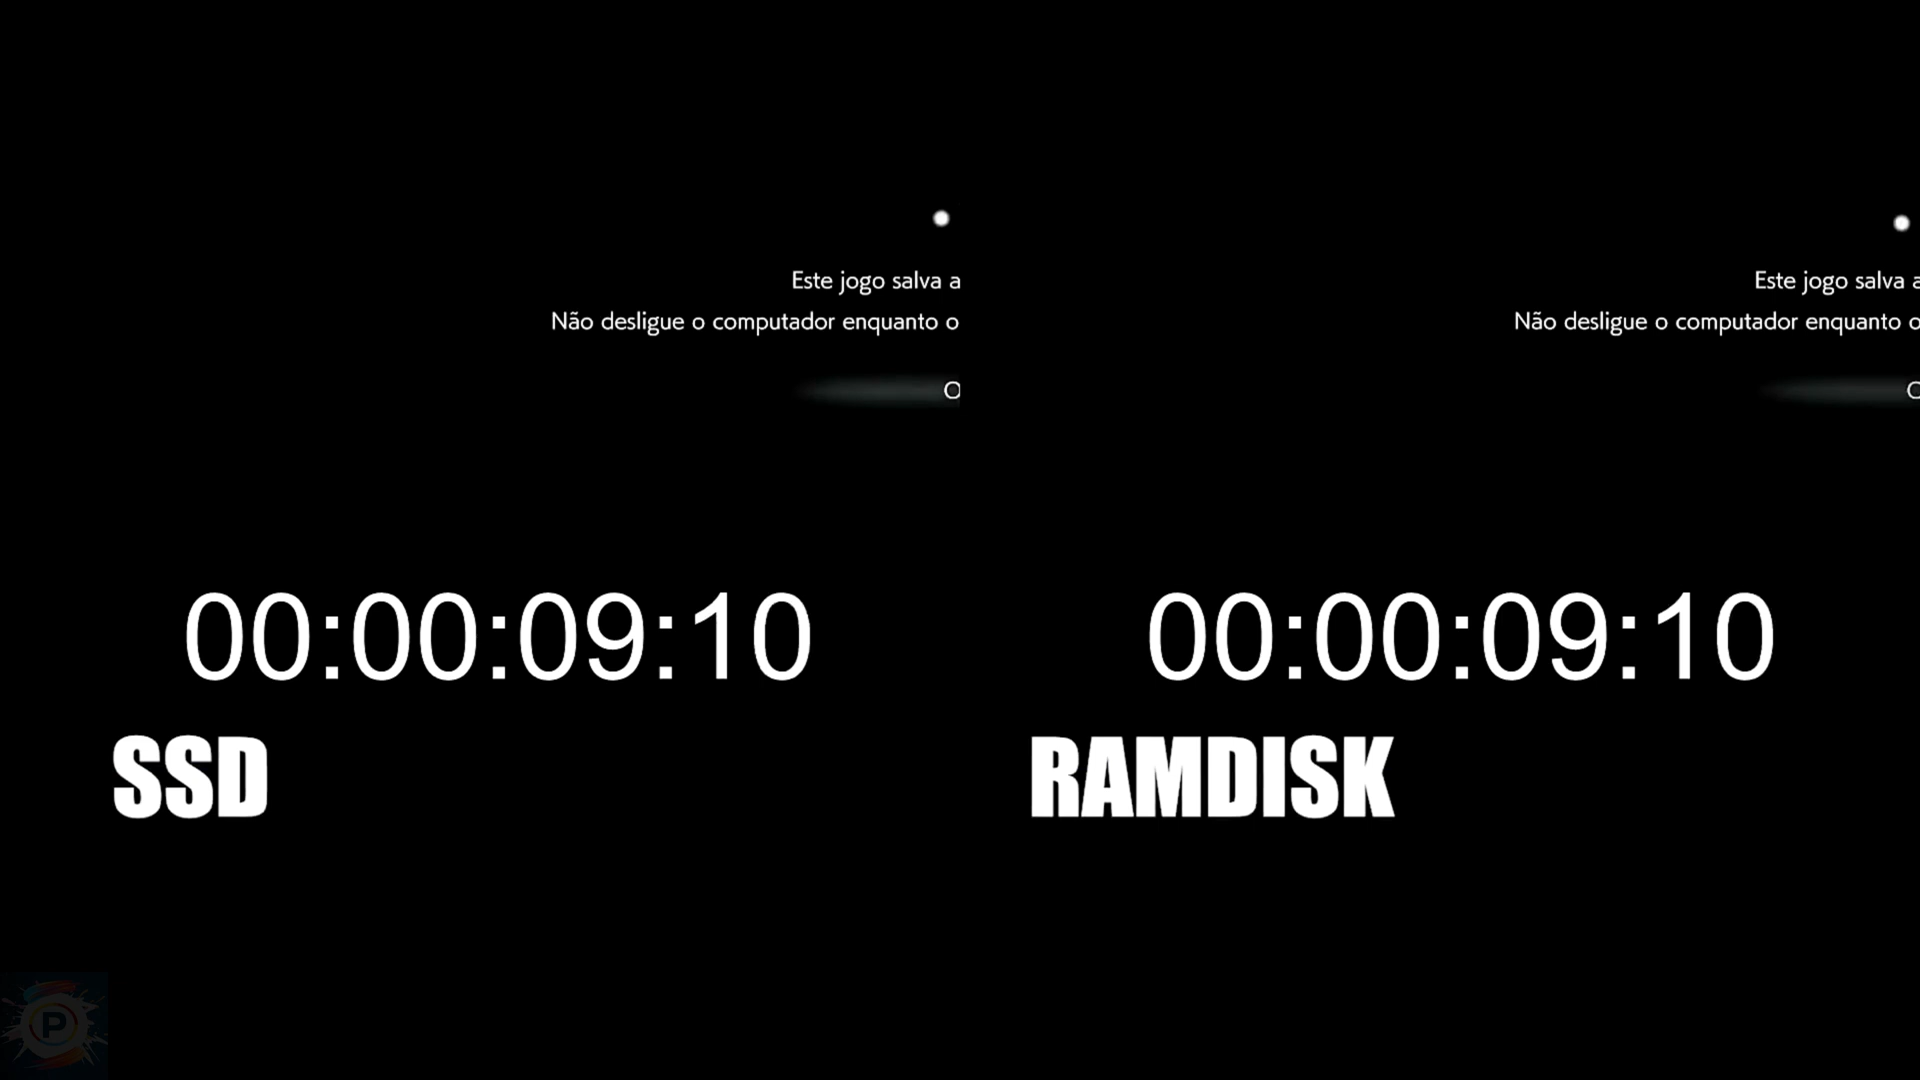 Este jogo salva a
Não desligue o computador enquanto o
O
00:00:09:10
SSD
Este jogo salva a
Não desligue o computador enquanto o
O
00:00:09:10
RAMDISK
P